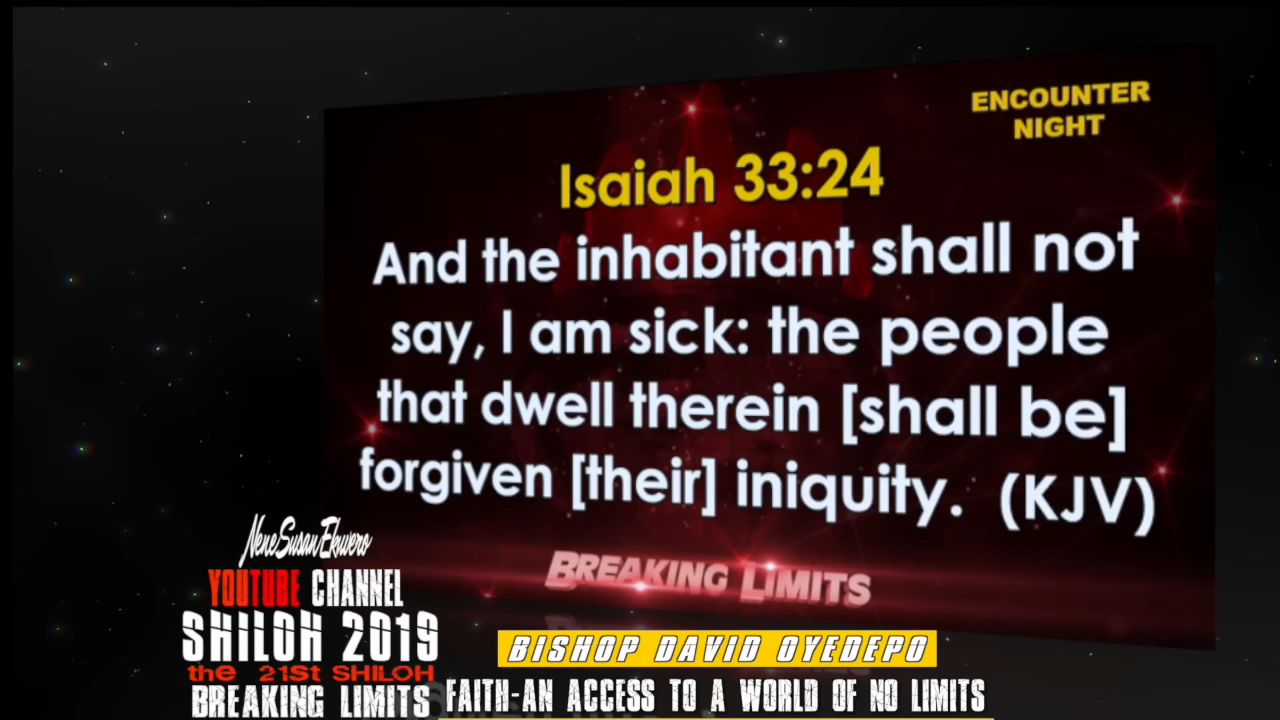 ENCOUNTER
NIGHT
Isaiah 33:24
And the inhabitant shall not
say, I am sick: the people
that dwell therein [shall be]
forgiven [their] iniquity. (KJV)
BREAKING LIMITS
NeneSusanEkwero
YOUTUBE CHANNEL
SHILOH 2019
the 21st SHILOH
BREAKING LIMITS
BISHOP DAVID OYEDEPO
FAITH-AN ACCESS TO A WORLD OF NO LIMITS